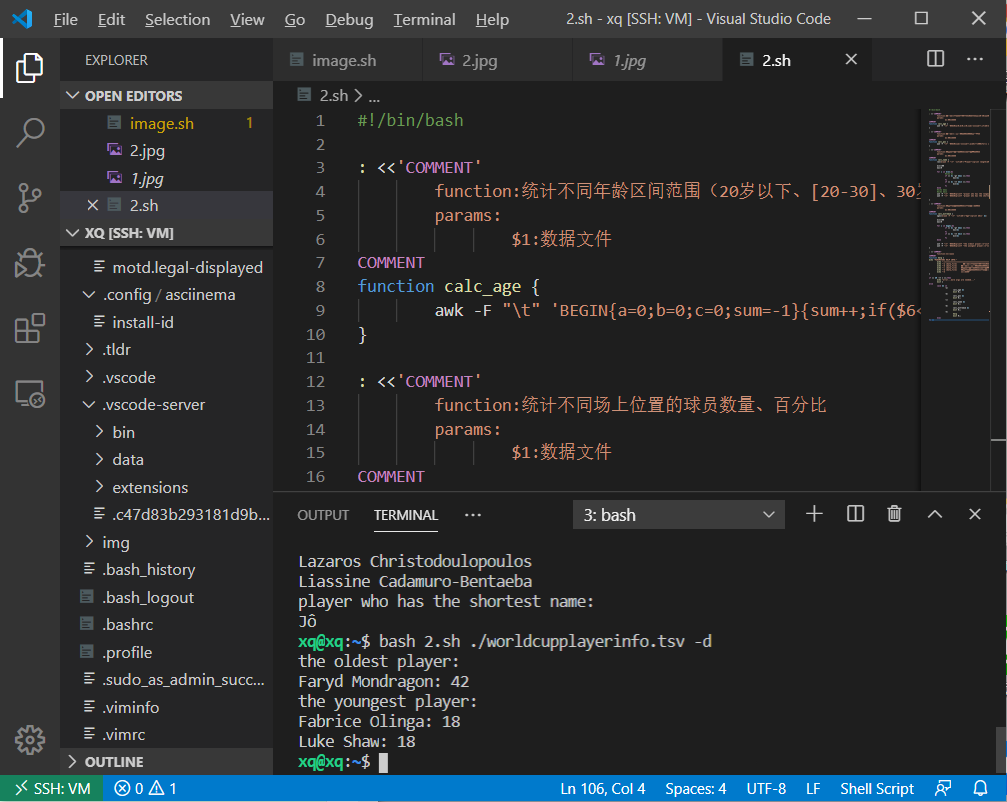 File Edit Selection View Go Debug Terminal Help 2.sh - xq [SSH: VM] - Visual Studio Code
EXPLORER
OPEN EDITORS
image.sh 1
2.jpg
1.jpg
2.sh
XQ [SSH: VM]
motd.legal-displayed
.config / asciinema
install-id
.tldr
.vscode
.vscode-server
bin
data
extensions
.c47d83b293181d9b...
img
.bash_history
.bash_logout
.bashrc
.profile
.sudo_as_admin_succ...
.viminfo
.vimrc
OUTLINE
image.sh 2.jpg 1.jpg 2.sh
2.sh > ...
1 #!/bin/bash
2
3 : <<'COMMENT'
4 function:统计不同年龄区间范围（20岁以下、[20-30]、30
5 params:
6 $1:数据文件
7 COMMENT
8 function calc_age {
9 awk -F "\t" 'BEGIN{a=0;b=0;c=0;sum=-1}{sum++;if($6<
10 }
11
12 : <<'COMMENT'
13 function:统计不同场上位置的球员数量、百分比
14 params:
15 $1:数据文件
16 COMMENT
OUTPUT TERMINAL ... 3: bash
Lazaros Christodoulopoulos
Liassine Cadamuro-Bentaeba
player who has the shortest name:
Jô
xq@xq:~$ bash 2.sh ./worldcupplayerinfo.tsv -d
the oldest player:
Faryd Mondragon: 42
the youngest player:
Fabrice Olinga: 18
Luke Shaw: 18
xq@xq:~$
SSH: VM 0 1 Ln 106, Col 4 Spaces: 4 UTF-8 LF Shell Script